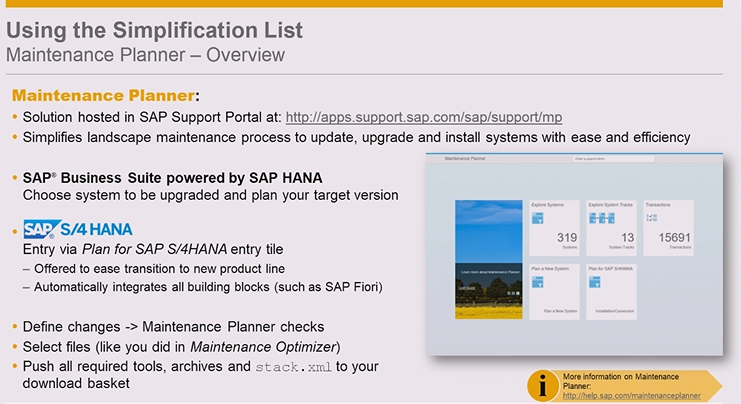 Using the Simplification List
Maintenance Planner – Overview
Maintenance Planner:
• Solution hosted in SAP Support Portal at: http://apps.support.sap.com/sap/support/mp
• Simplifies landscape maintenance process to update, upgrade and install systems with ease and efficiency
• SAP® Business Suite powered by SAP HANA
Choose system to be upgraded and plan your target version
• SAP S/4HANA
Entry via Plan for SAP S/4HANA entry tile
– Offered to ease transition to new product line
– Automatically integrates all building blocks (such as SAP Fiori)
• Define changes -> Maintenance Planner checks
• Select files (like you did in Maintenance Optimizer)
• Push all required tools, archives and stack.xml to your
download basket
Maintenance Planner
Enter a search term
Explore Systems
319
Systems
Explore System Tracks
13
System Tracks
Transactions
15691
Transactions
Learn more about Maintenance Planner
Plan a New System
Plan a New System
Plan for SAP S/4HANA
Installation/Conversion
i
More information on Maintenance
Planner:
http://help.sap.com/maintenanceplanner